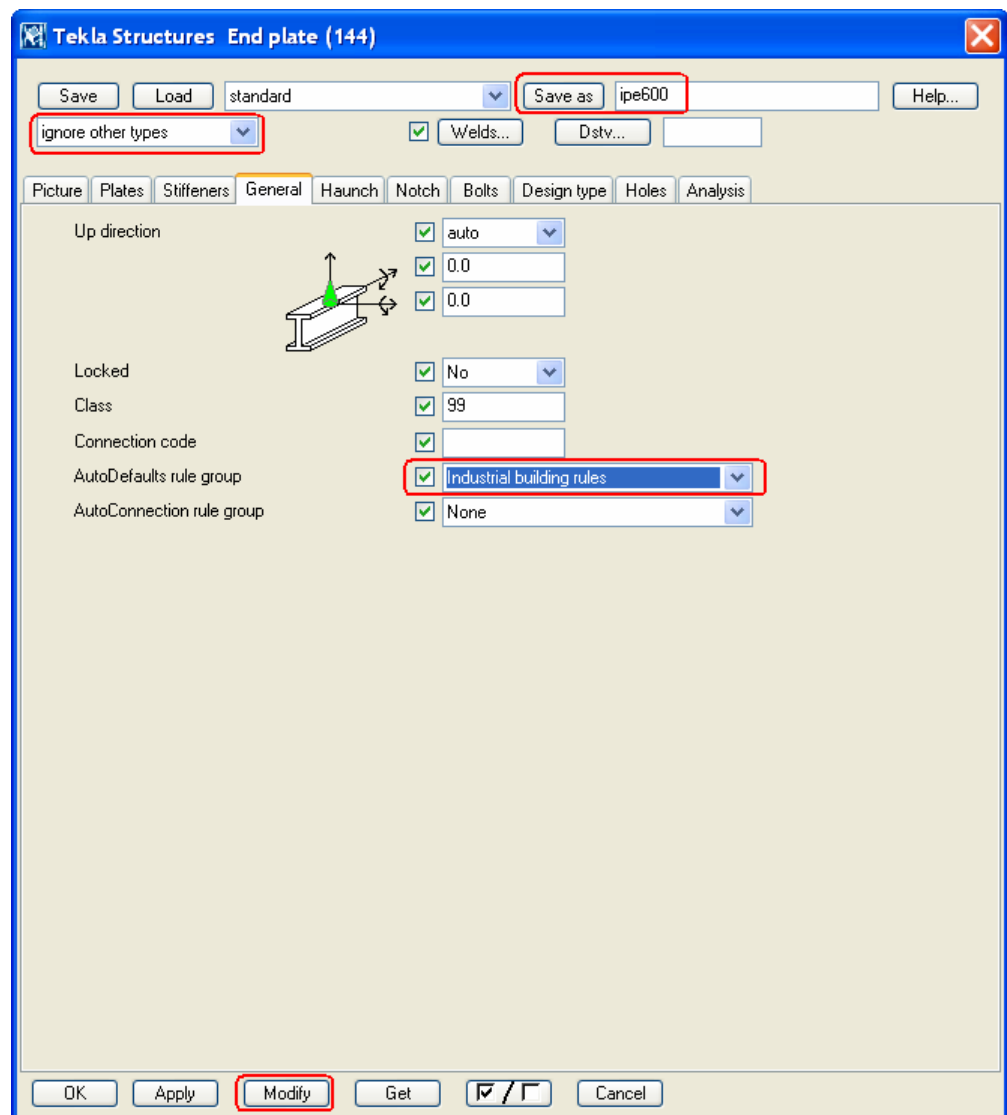 Tekla Structures End plate (144)
Save Load standard Save as ipe600 Help...
ignore other types Welds... Dstv...
Picture Plates Stiffeners General Haunch Notch Bolts Design type Holes Analysis
Up direction auto
0.0
0.0
Locked No
Class 99
Connection code
AutoDefaults rule group Industrial building rules
AutoConnection rule group None
OK Apply Modify Get / Cancel